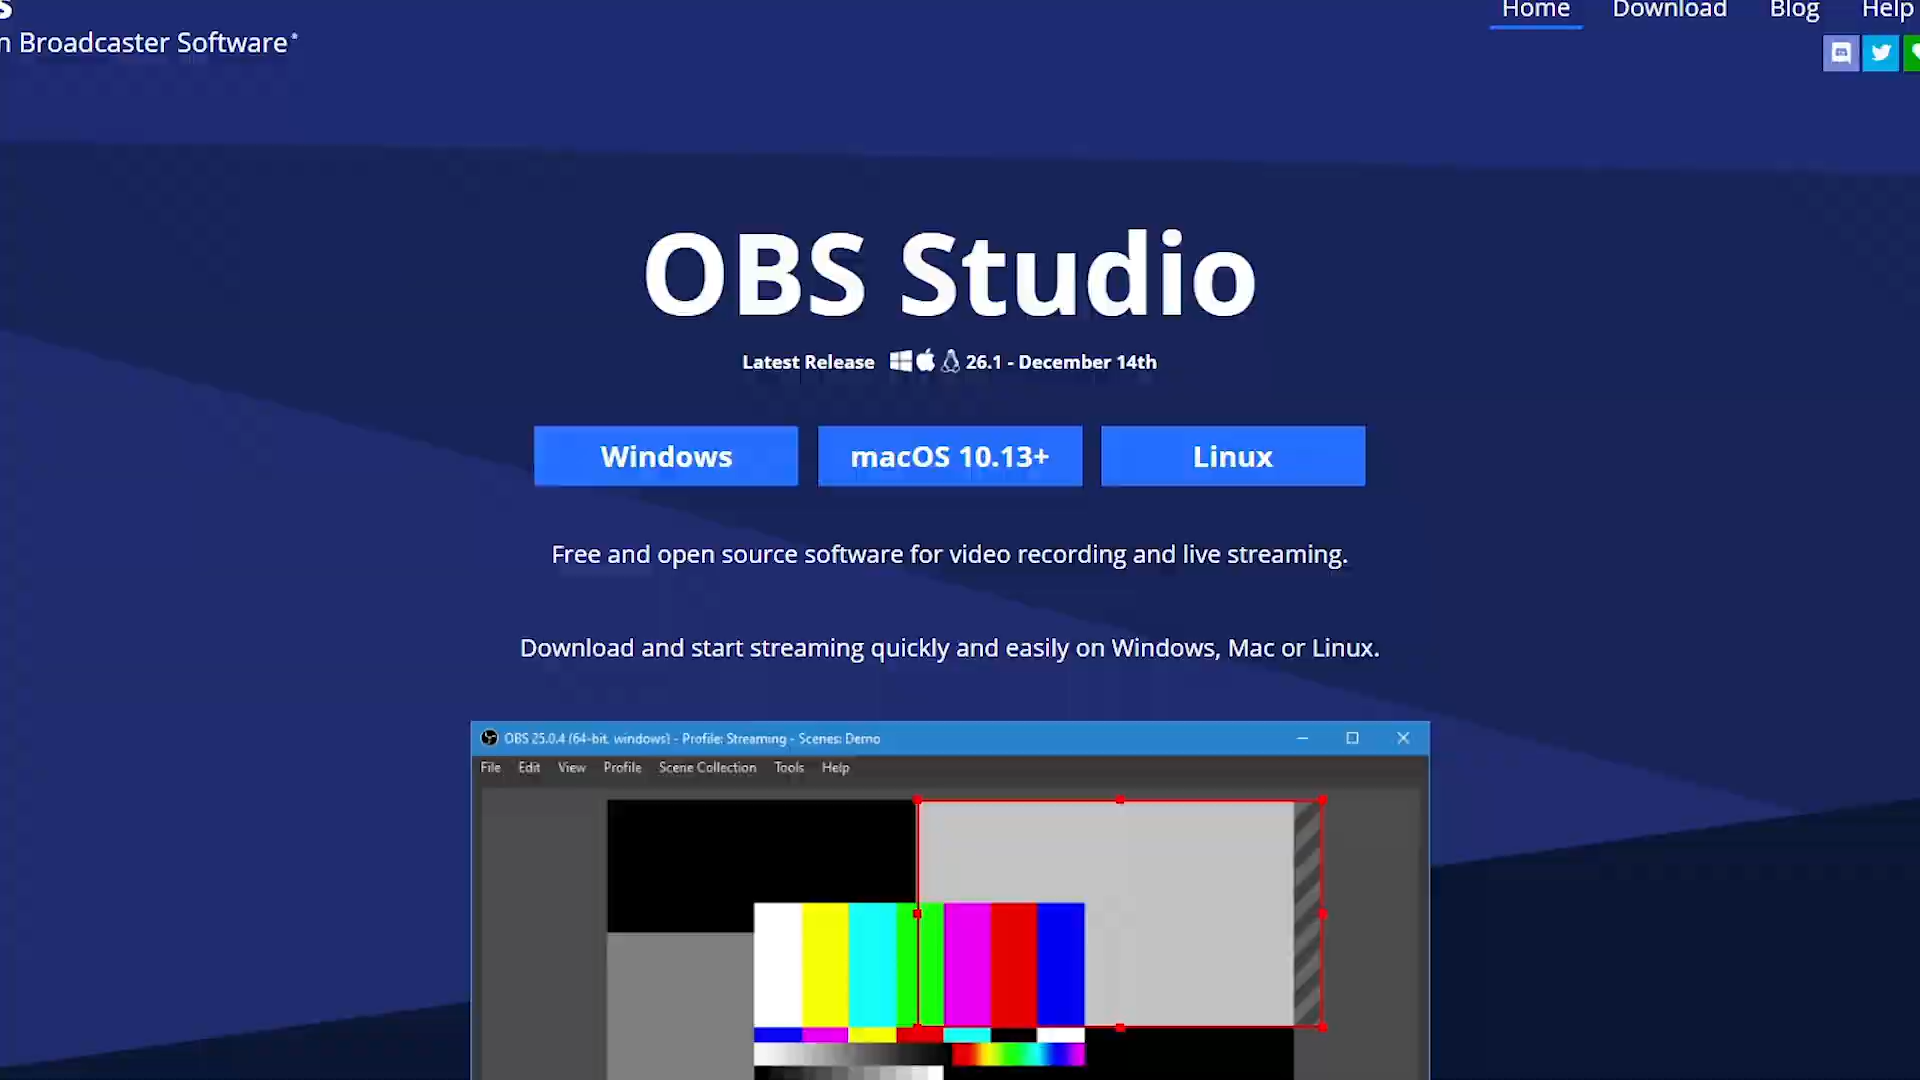 Home Download Blog Help
Broadcaster Software
OBS Studio
Latest Release 26.1 - December 14th
Windows macOS 10.13+ Linux
Free and open source software for video recording and live streaming.
Download and start streaming quickly and easily on Windows, Mac or Linux.
OBS 25.0.4 (64-bit, windows) - Profile: Streaming - Scenes: Demo
File Edit View Profile Scene Collection Tools Help